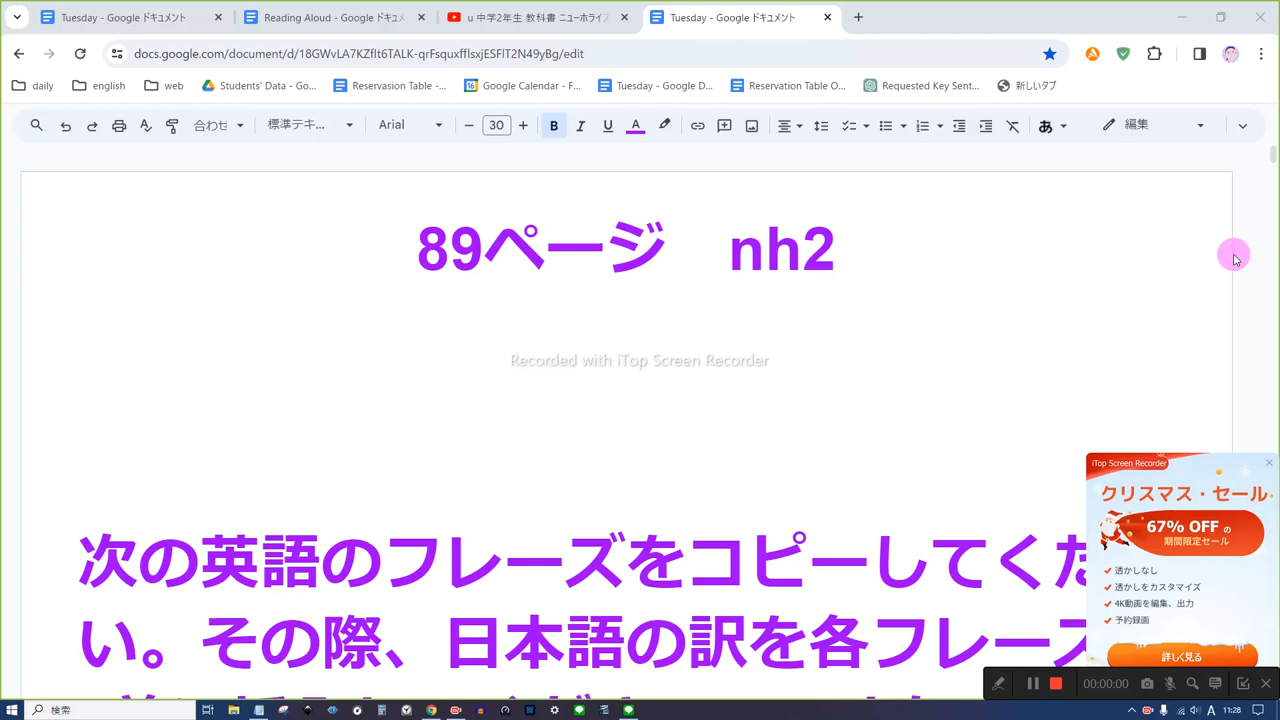 Tuesday - Google ドキュメント
Reading Aloud - Google ドキュメ
u 中学2年生 教科書 ニューホライズ
Tuesday - Google ドキュメント
docs.google.com/document/d/18GWvLA7KZflt6TALK-qrFsquxfflsxjESFlT2N49yBg/edit
daily
english
web
Students' Data - Go...
Reservasion Table -...
Google Calendar - F...
Tuesday - Google D...
Reservation Table O...
Requested Key Sent...
新しいタブ
合わせ
標準テキ...
Arial
30
B
I
U
A
あ
編集
89ページ nh2
Recorded with iTop Screen Recorder
次の英語のフレーズをコピーしてくだ
い。その際、日本語の訳を各フレーズ
iTop Screen Recorder
クリスマス・セール
67% OFF の
期間限定セール
透かしなし
透かしをカスタマイズ
4K動画を編集、出力
予約録画
詳しく見る
00:00:00
検索
A
11:28